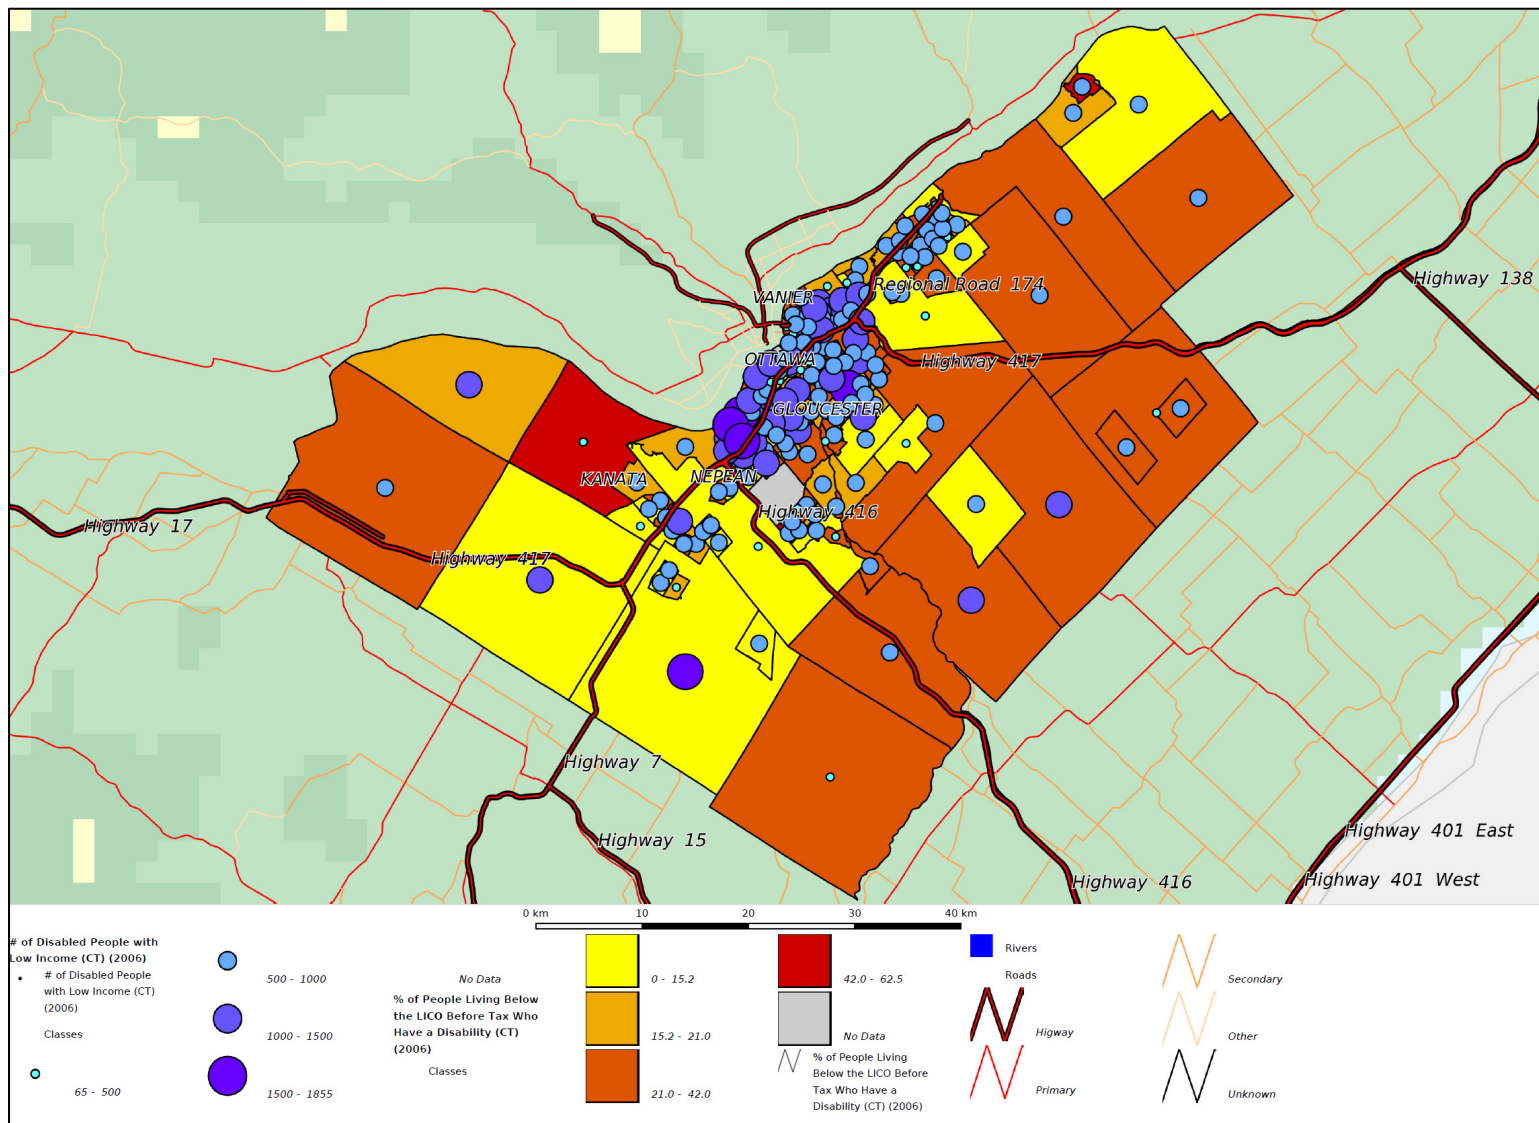 Highway 138
VANIER
Regional Road 174
OTTAWA
Highway 417
GLOUCESTER
KANATA
NEPEAN
Highway 416
Highway 17
Highway 417
Highway 7
Highway 15
Highway 401 East
Highway 401 West
Highway 416
0 km 10 20 30 40 km
# of Disabled People with
Low Income (CT) (2006)
# of Disabled People
with Low Income (CT)
(2006)
Classes
65 - 500
500 - 1000
1000 - 1500
1500 - 1855
No Data
% of People Living Below
the LICO Before Tax Who
Have a Disability (CT)
(2006)
Classes
0 - 15.2
15.2 - 21.0
21.0 - 42.0
42.0 - 62.5
No Data
% of People Living
Below the LICO Before
Tax Who Have a
Disability (CT) (2006)
Rivers
Roads
Higway
Primary
Secondary
Other
Unknown